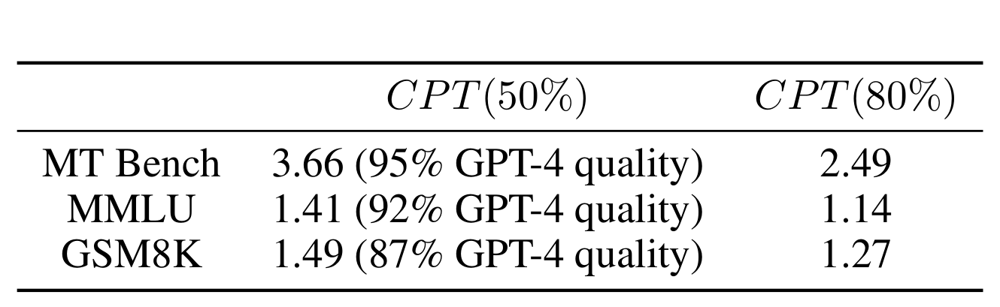 CPT(50%) CPT(80%)
MT Bench 3.66 (95% GPT-4 quality) 2.49
MMLU 1.41 (92% GPT-4 quality) 1.14
GSM8K 1.49 (87% GPT-4 quality) 1.27